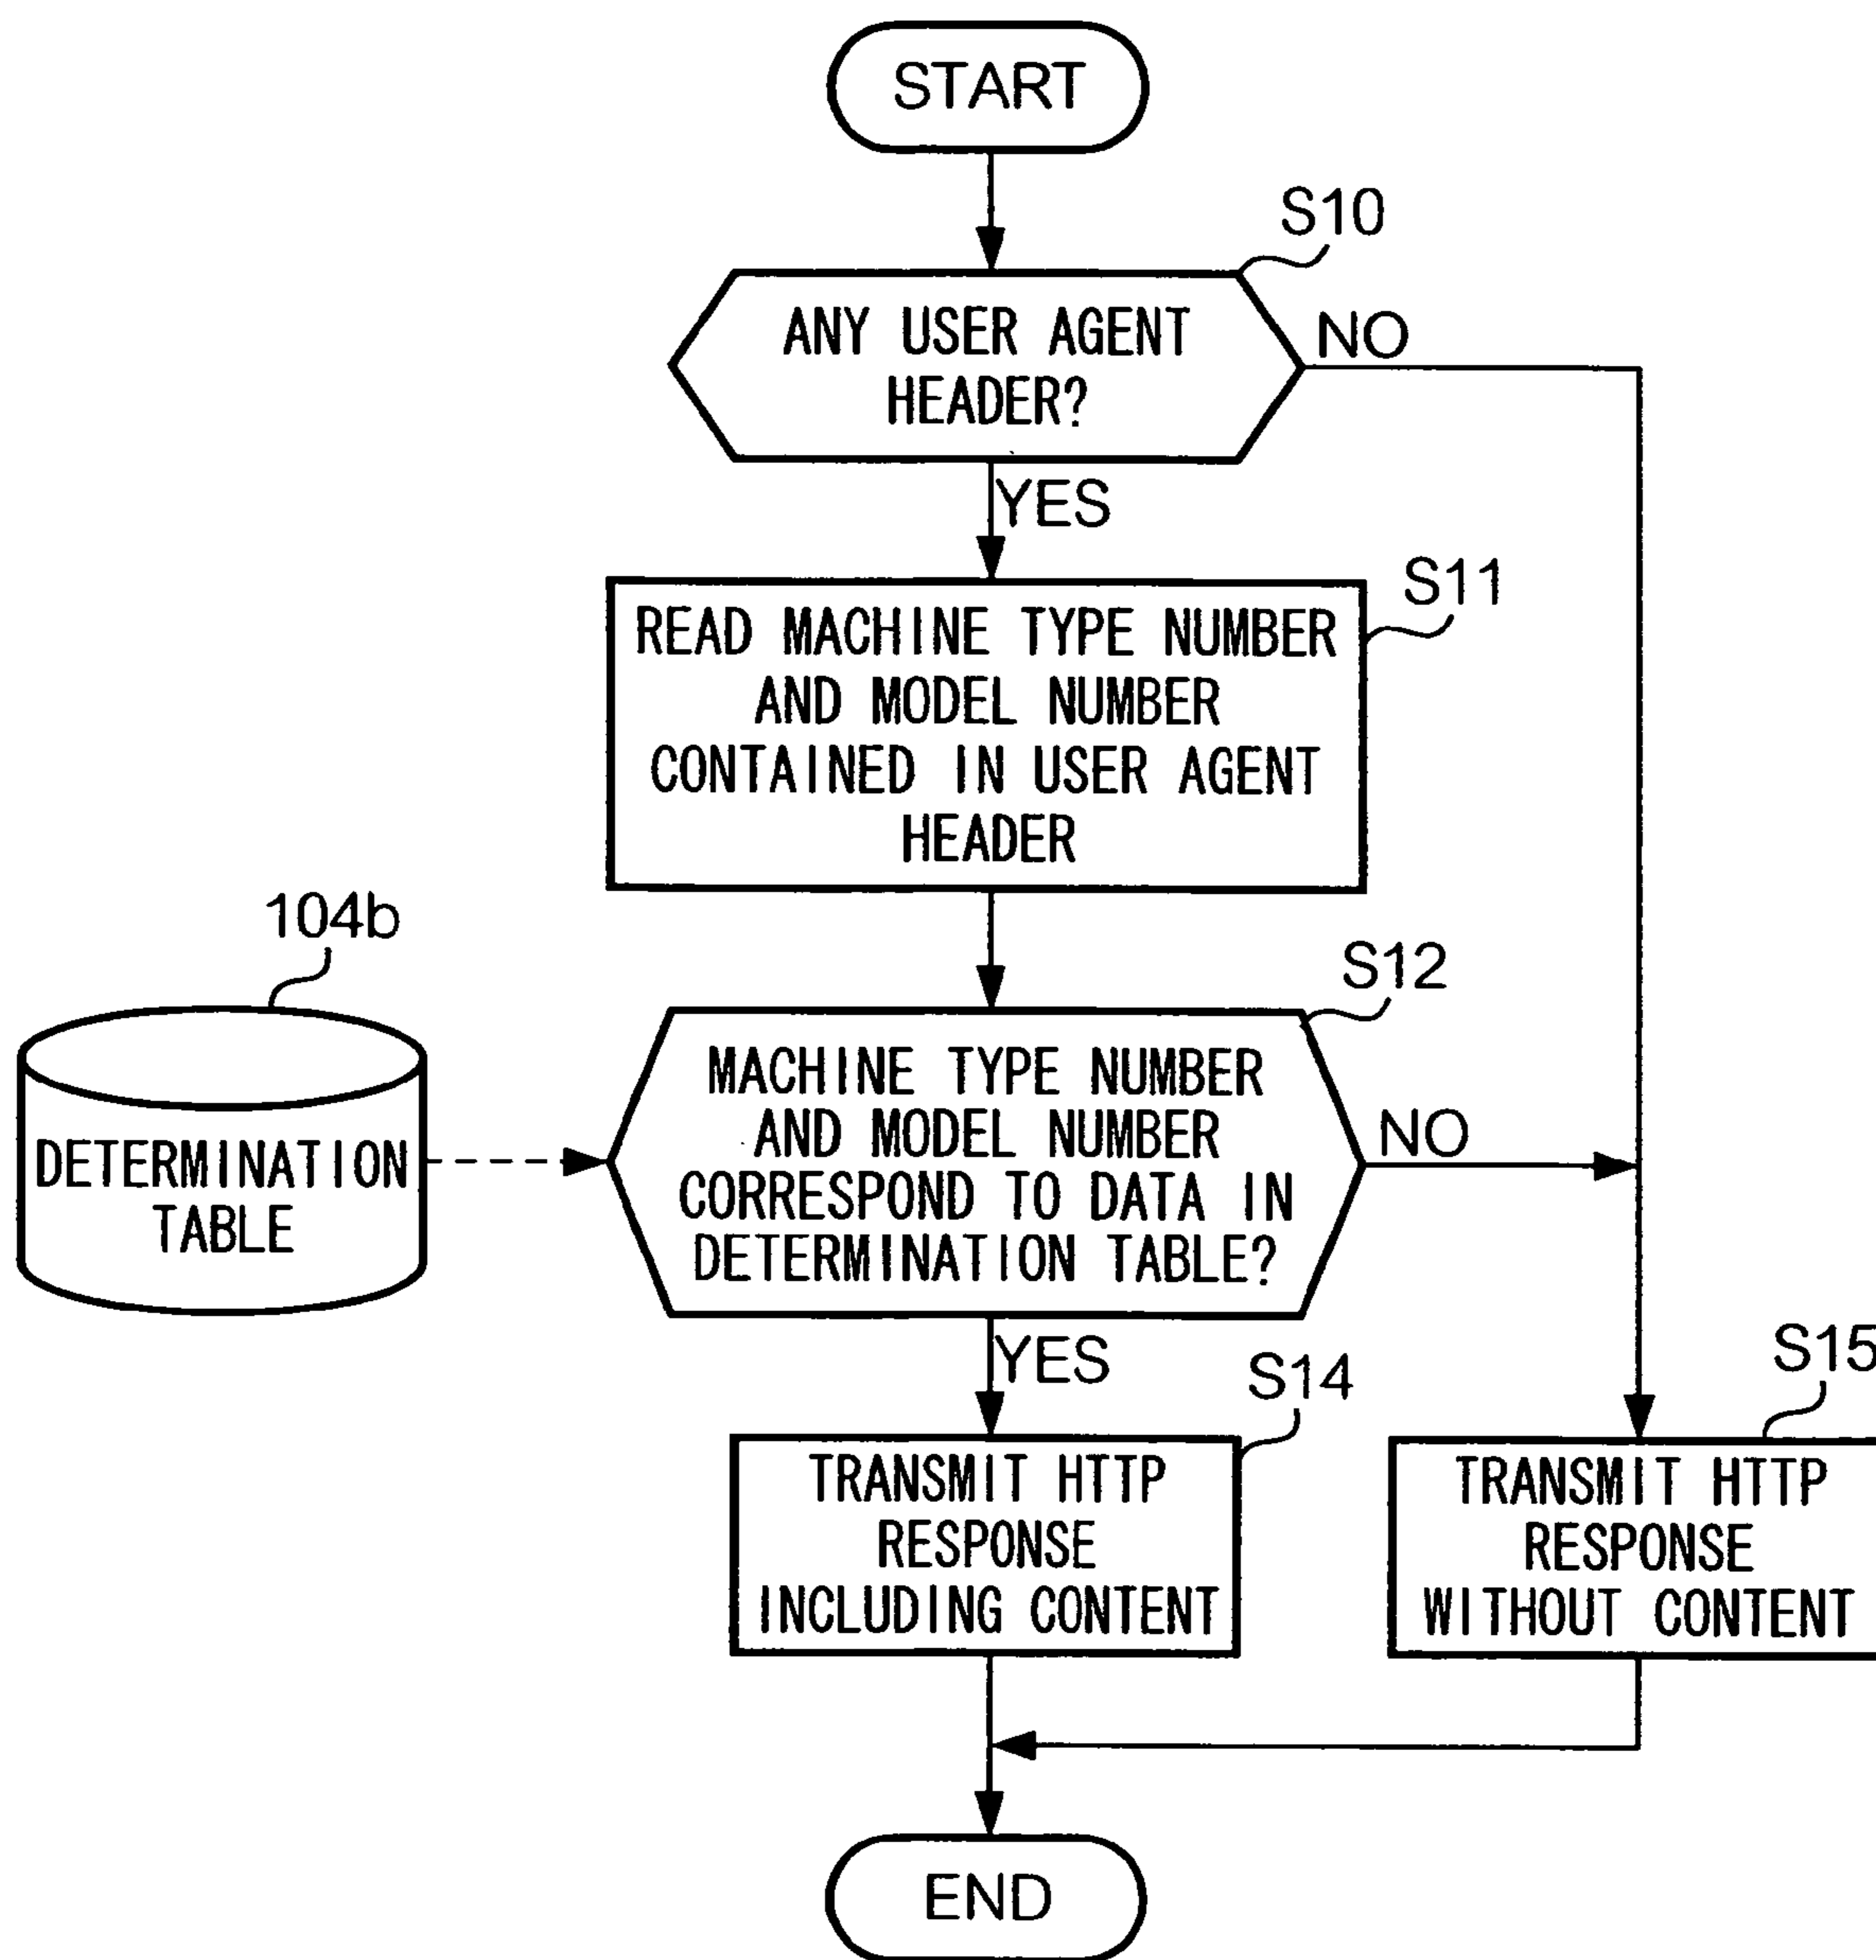 START
S10
ANY USER AGENT
HEADER?
NO
YES
S11
READ MACHINE TYPE NUMBER
AND MODEL NUMBER
CONTAINED IN USER AGENT
HEADER
104b
DETERMINATION
TABLE
S12
MACHINE TYPE NUMBER
AND MODEL NUMBER
CORRESPOND TO DATA IN
DETERMINATION TABLE?
NO
YES
S14
TRANSMIT HTTP
RESPONSE
INCLUDING CONTENT
S15
TRANSMIT HTTP
RESPONSE
WITHOUT CONTENT
END